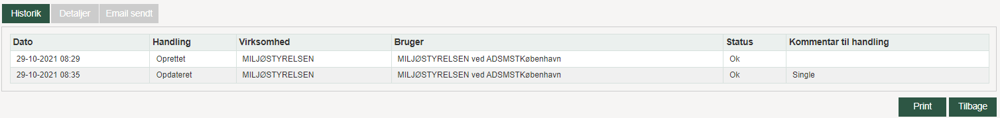 Historik Detaljer Email sendt
Dato Handling Virksomhed Bruger Status Kommentar til handling
29-10-2021 08:29 Oprettet MILJØSTYRELSEN MILJØSTYRELSEN ved ADSMSTKøbenhavn Ok
29-10-2021 08:35 Opdateret MILJØSTYRELSEN MILJØSTYRELSEN ved ADSMSTKøbenhavn Ok Single
Print Tilbage